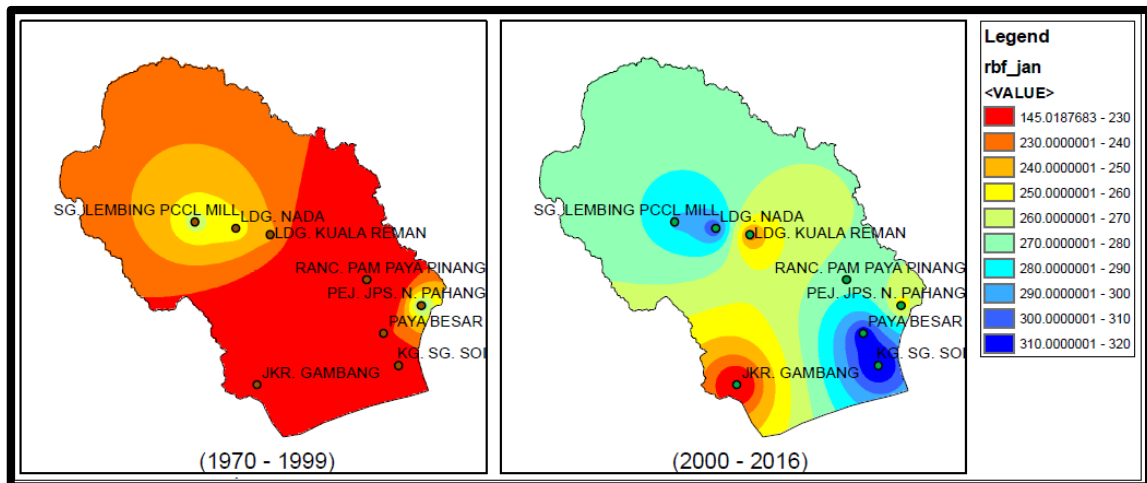 SG. LEMBING PCCL MILL
LDG. NADA
LDG. KUALA REMAN
RANC. PAM PAYA PINANG
PEJ. JPS. N. PAHANG
PAYA BESAR
KG. SG. SOI
JKR. GAMBANG
(1970 - 1999)
SG. LEMBING PCCL MILL
LDG. NADA
LDG. KUALA REMAN
RANC. PAM PAYA PINANG
PEJ. JPS. N. PAHANG
PAYA BESAR
KG. SG. SOI
JKR. GAMBANG
(2000 - 2016)
Legend
rbf_jan
<VALUE>
145.0187683 - 230
230.0000001 - 240
240.0000001 - 250
250.0000001 - 260
260.0000001 - 270
270.0000001 - 280
280.0000001 - 290
290.0000001 - 300
300.0000001 - 310
310.0000001 - 320